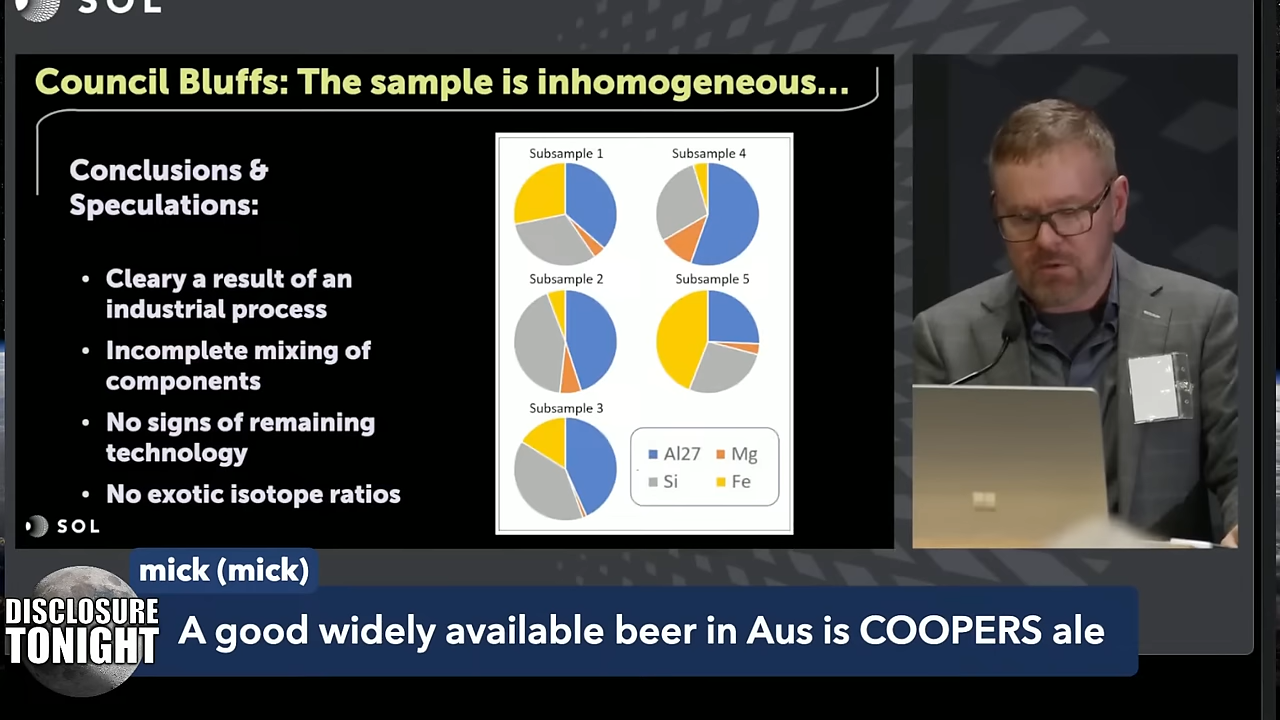 SOL
Council Bluffs: The sample is inhomogeneous...
Conclusions &
Speculations:
• Cleary a result of an
industrial process
• Incomplete mixing of
components
• No signs of remaining
technology
• No exotic isotope ratios
SOL
Subsample 1
Subsample 4
Subsample 2
Subsample 5
Subsample 3
Al27 Mg
Si Fe
mick (mick)
DISCLOSURE
TONIGHT
A good widely available beer in Aus is COOPERS ale